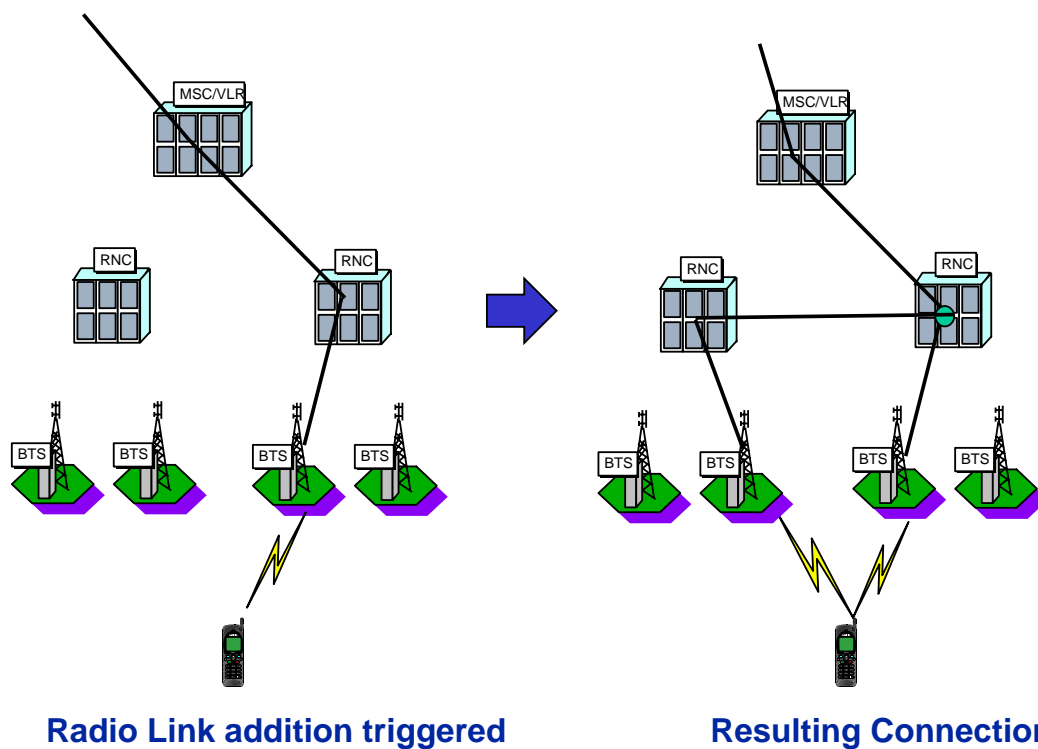 MSC/VLR
MSC/VLR
RNC
RNC
RNC
RNC
BTS
BTS
BTS
BTS
BTS
BTS
BTS
BTS
Radio Link addition triggered
Resulting Connection